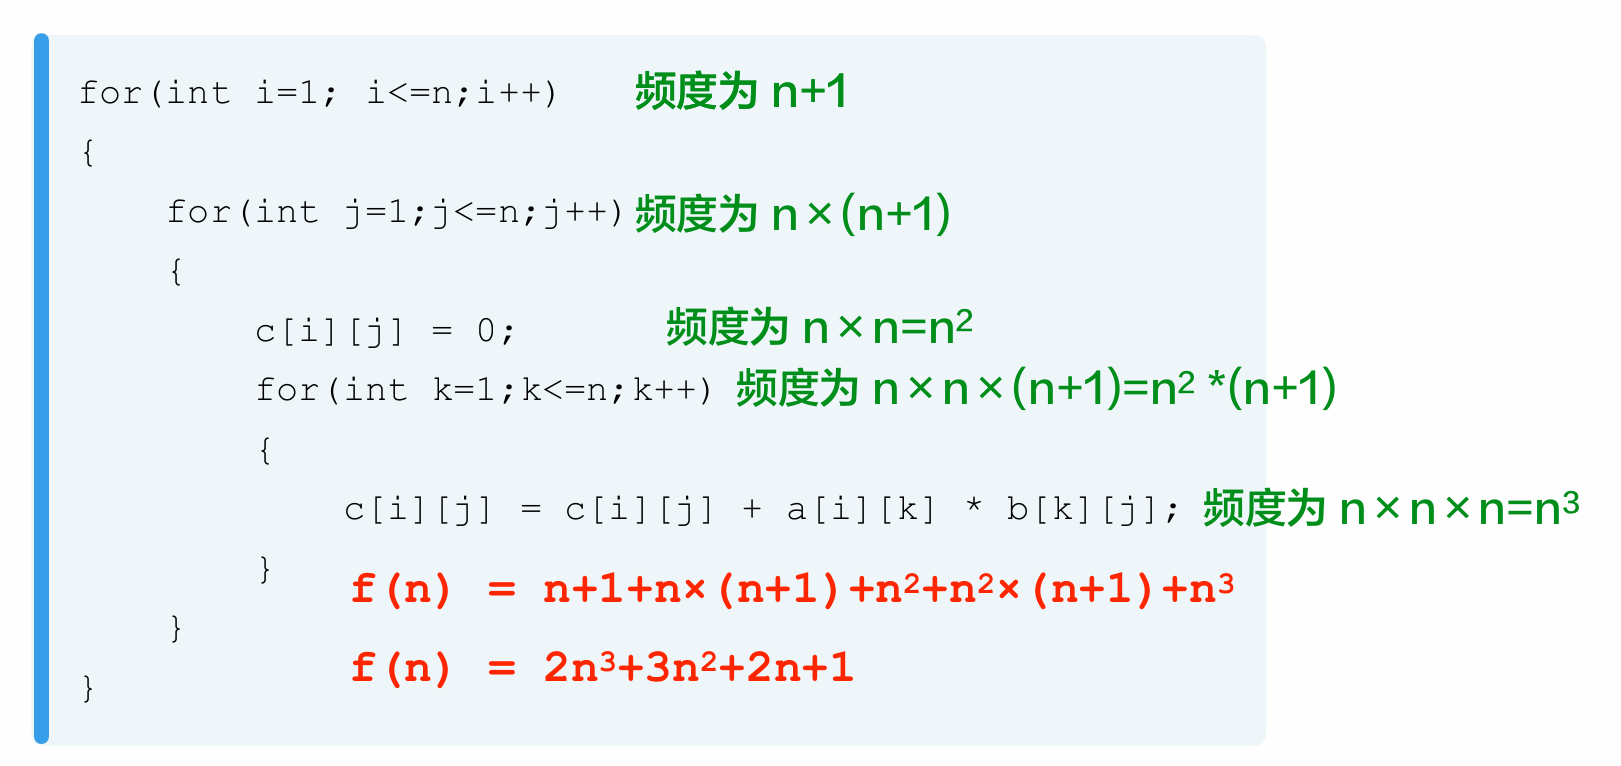 for(int i=1; i<=n;i++) 频度为 n+1
{
for(int j=1;j<=n;j++) 频度为 n×(n+1)
{
c[i][j] = 0; 频度为 n×n=n²
for(int k=1;k<=n;k++) 频度为 n×n×(n+1)=n² *(n+1)
{
c[i][j] = c[i][j] + a[i][k] * b[k][j]; 频度为 n×n×n=n³
}
f(n) = n+1+n×(n+1)+n²+n²×(n+1)+n³
}
f(n) = 2n³+3n²+2n+1
}